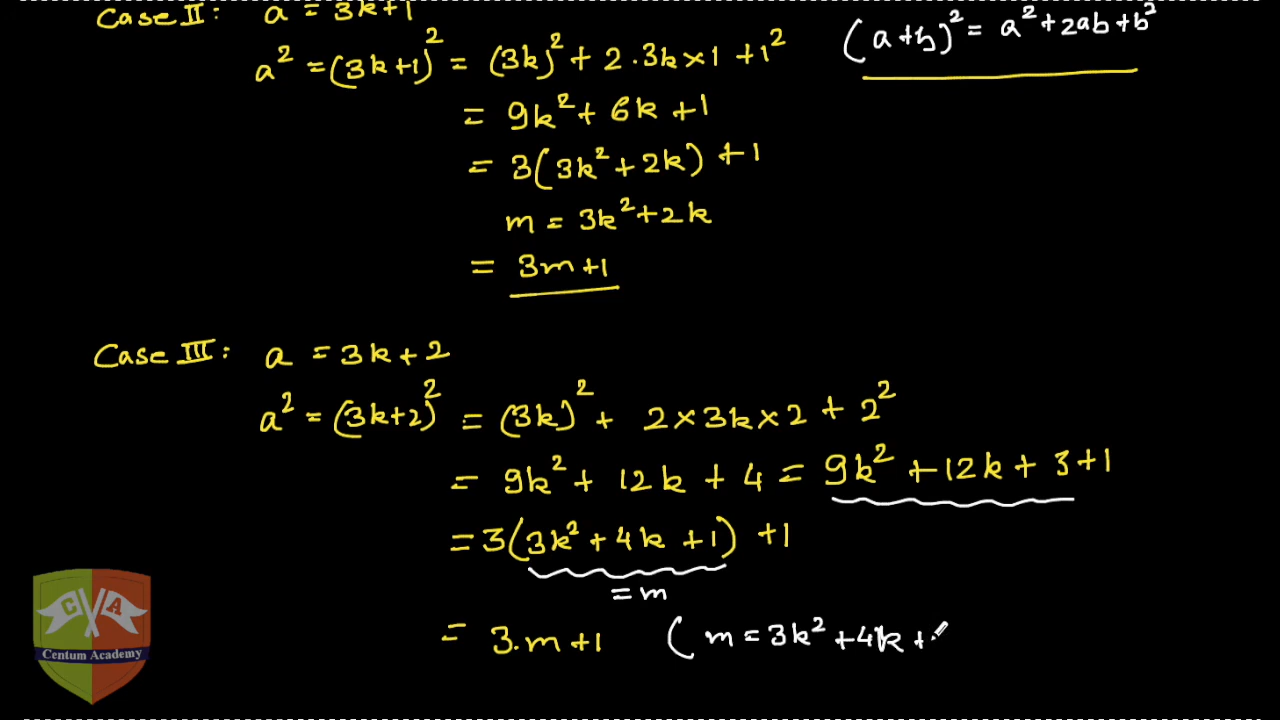 Case II: a = 3k+1
(a+b)² = a²+2ab+b²
a² = (3k+1)² = (3k)² + 2·3k×1 + 1²
= 9k² + 6k + 1
= 3(3k² + 2k) + 1
m = 3k² + 2k
= 3m+1
Case III: a = 3k + 2
a² = (3k+2)² = (3k)² + 2×3k×2 + 2²
= 9k² + 12k + 4 = 9k² + 12k + 3 + 1
= 3(3k² + 4k + 1) + 1
= m
= 3·m+1 (m = 3k² + 4k +
C A
Centum Academy